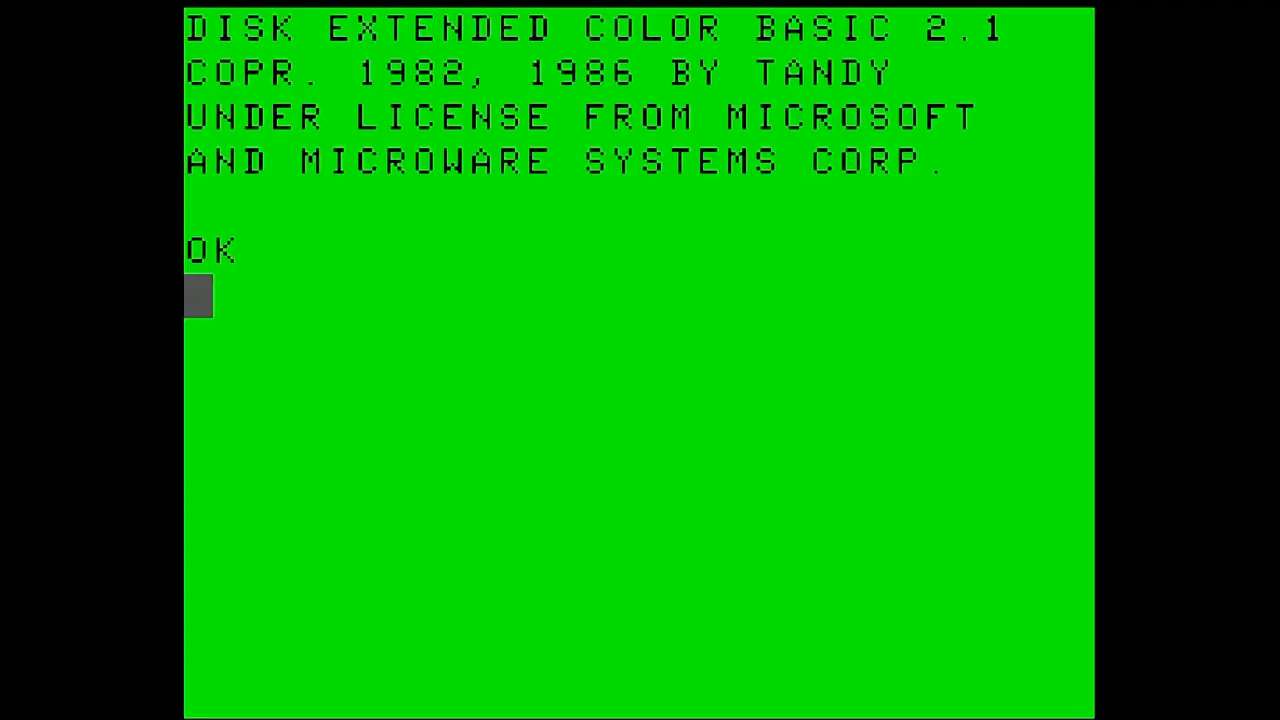 DISK EXTENDED COLOR BASIC 2.1
COPR. 1982, 1986 BY TANDY
UNDER LICENSE FROM MICROSOFT
AND MICROWARE SYSTEMS CORP.
OK